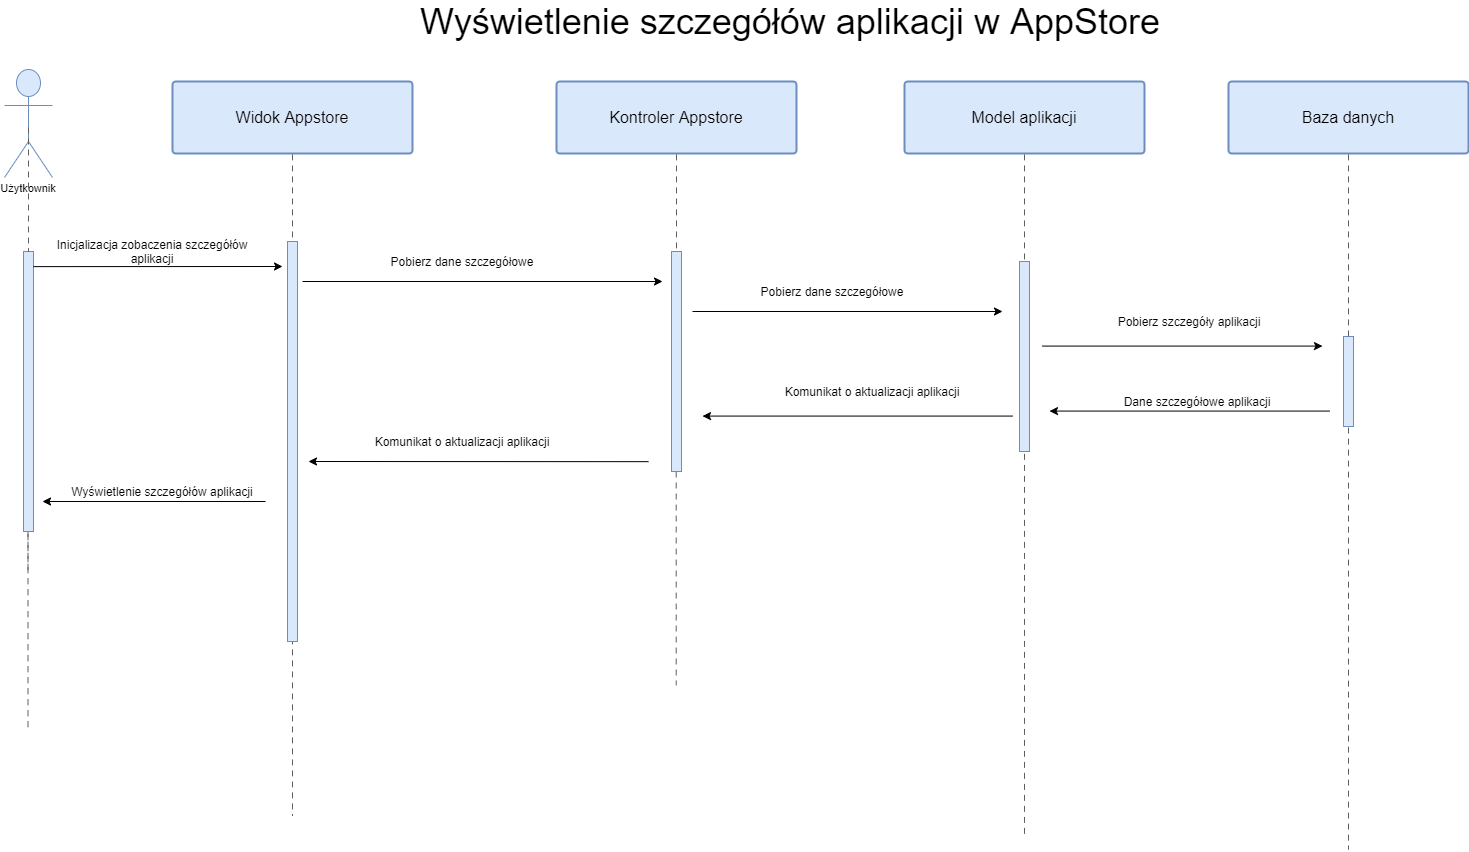 Wyświetlenie szczegółów aplikacji w AppStore
Widok Appstore
Kontroler Appstore
Model aplikacji
Baza danych
Użytkownik
Inicjalizacja zobaczenia szczegółów
aplikacji
Pobierz dane szczegółowe
Pobierz dane szczegółowe
Pobierz szczegóły aplikacji
Dane szczegółowe aplikacji
Komunikat o aktualizacji aplikacji
Komunikat o aktualizacji aplikacji
Wyświetlenie szczegółów aplikacji